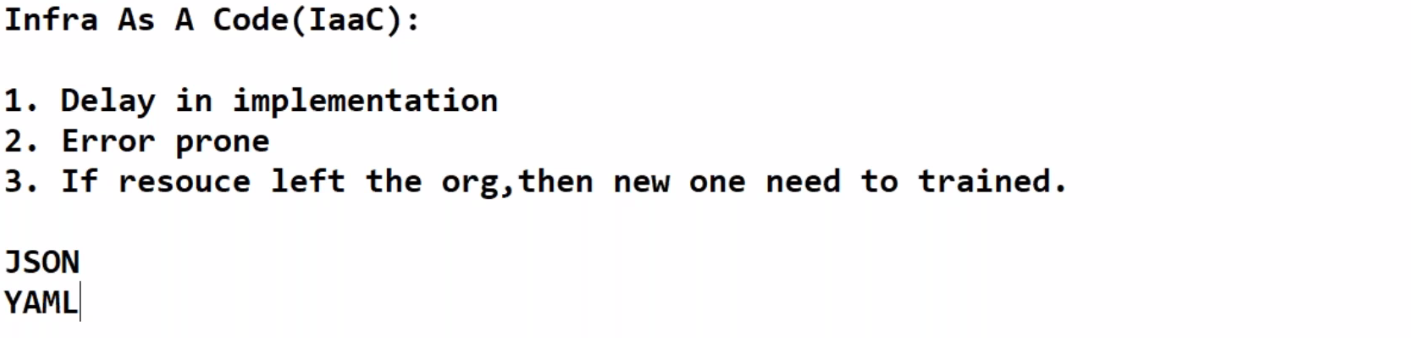 Infra As A Code(IaaC):
1. Delay in implementation
2. Error prone
3. If resouce left the org,then new one need to trained.
JSON
YAML